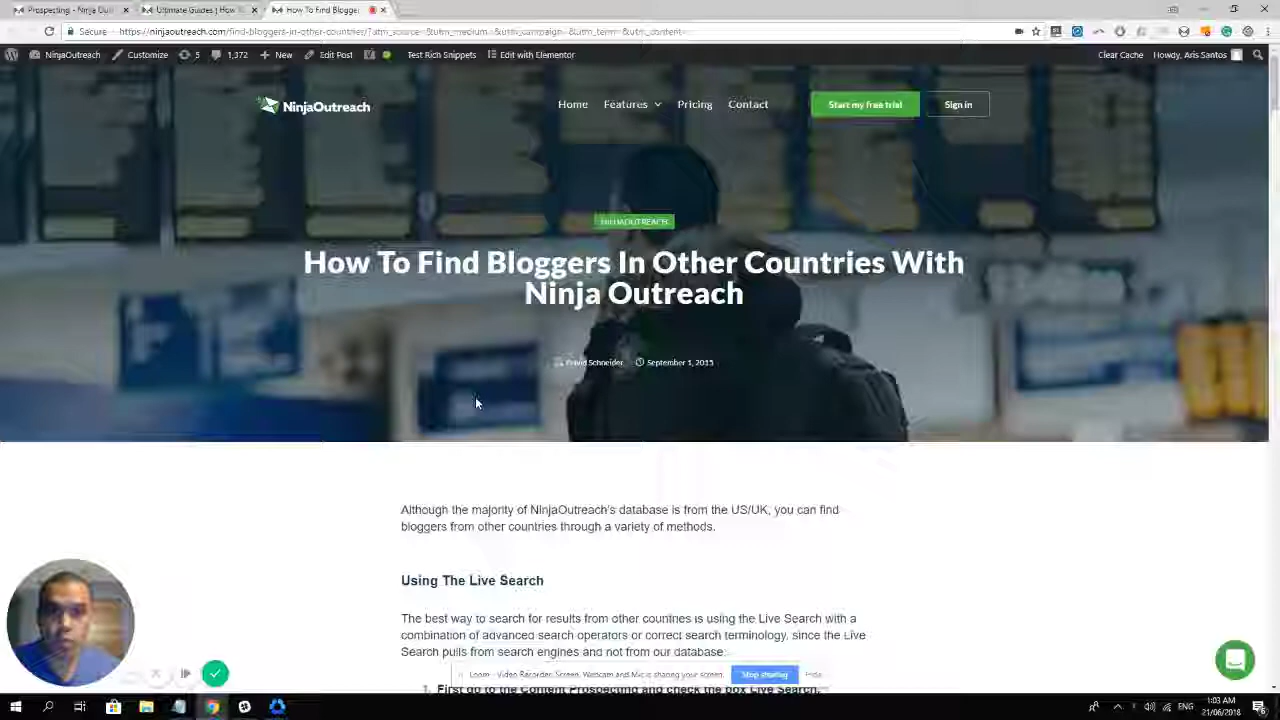 Prospecting - Ninja Out
Ultimate Guides | How T
How To Find Blogger
Secure
https://ninjaoutreach.com/find-bloggers-in-other-countries/?utm_source=&utm_medium=&utm_campaign=&utm_term=&utm_content=
NinjaOutreach Customize 5 1,372 New Edit Post Test Rich Snippets Edit with Elementor Clear Cache Howdy, Aris Santos
NinjaOutreach Home Features Pricing Contact Start my free trial Sign in
NINJAOUTREACH
How To Find Bloggers In Other Countries With
Ninja Outreach
David Schneider September 1, 2015
Although the majority of NinjaOutreach's database is from the US/UK, you can find
bloggers from other countries through a variety of methods.
Using The Live Search
The best way to search for results from other countries is using the Live Search with a
combination of advanced search operators or correct search terminology, since the Live
Search pulls from search engines and not from our database:
Loom - Video Recorder: Screen, Webcam and Mic is sharing your screen. Stop sharing Hide
1. First go to the Content Prospecting and check the box Live Search.
ENG 1:03 AM
21/06/2018